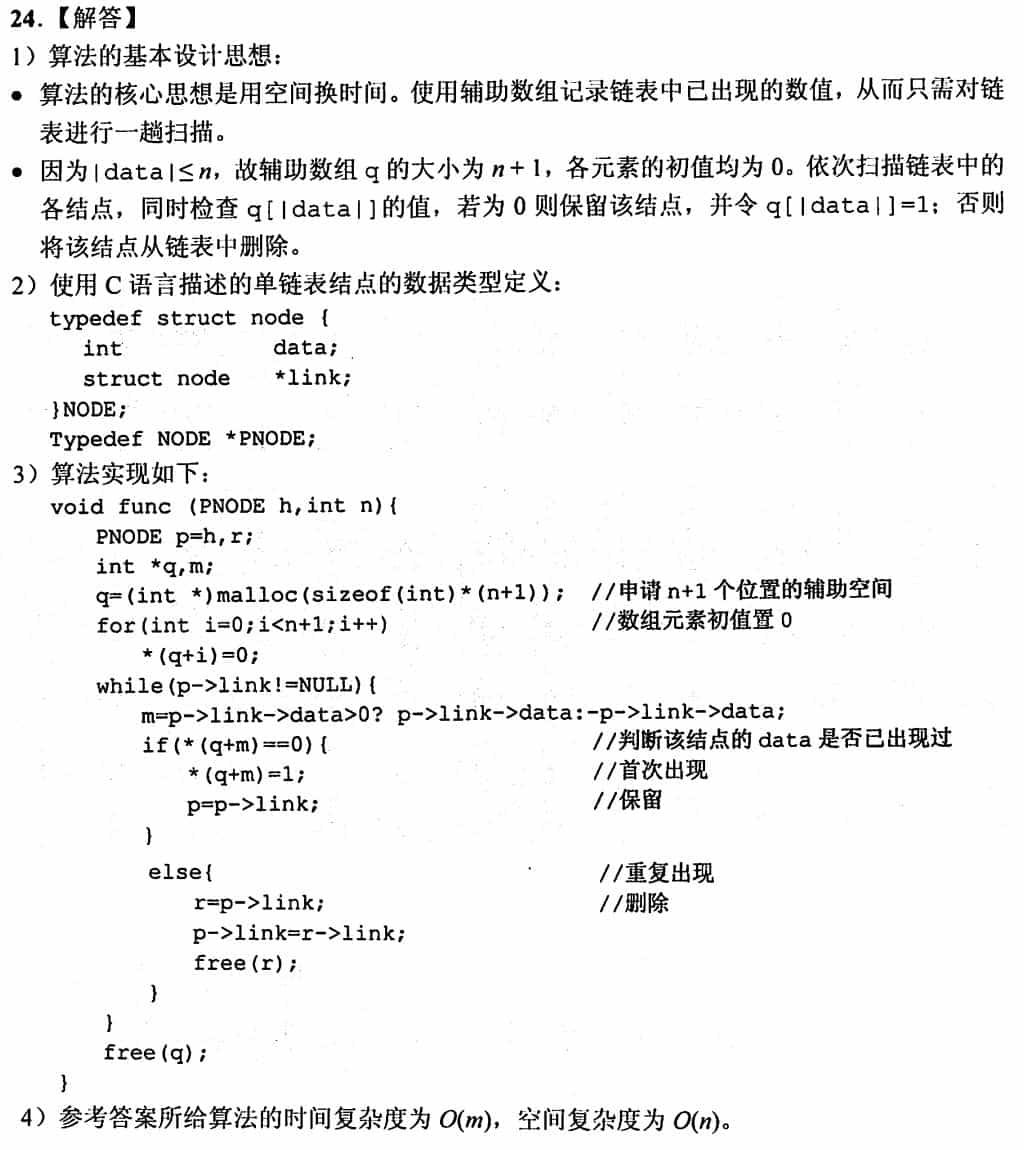 24.【解答】
1）算法的基本设计思想：
• 算法的核心思想是用空间换时间。使用辅助数组记录链表中已出现的数值，从而只需对链
表进行一趟扫描。
• 因为|data|≤n，故辅助数组 q 的大小为 n + 1，各元素的初值均为 0。依次扫描链表中的
各结点，同时检查 q[|data|]的值，若为 0 则保留该结点，并令 q[|data|]=1；否则
将该结点从链表中删除。
2）使用 C 语言描述的单链表结点的数据类型定义：
typedef struct node {
int data;
struct node *link;
}NODE;
Typedef NODE *PNODE;
3）算法实现如下：
void func (PNODE h,int n){
PNODE p=h,r;
int *q,m;
q=(int *)malloc(sizeof(int)*(n+1)); //申请 n+1 个位置的辅助空间
for(int i=0;i<n+1;i++) //数组元素初值置 0
*(q+i)=0;
while(p->link!=NULL){
m=p->link->data>0? p->link->data:-p->link->data;
if(*(q+m)==0){ //判断该结点的 data 是否已出现过
*(q+m)=1; //首次出现
p=p->link; //保留
}
else{ //重复出现
r=p->link; //删除
p->link=r->link;
free(r);
}
}
free(q);
}
4）参考答案所给算法的时间复杂度为 O(m)，空间复杂度为 O(n)。